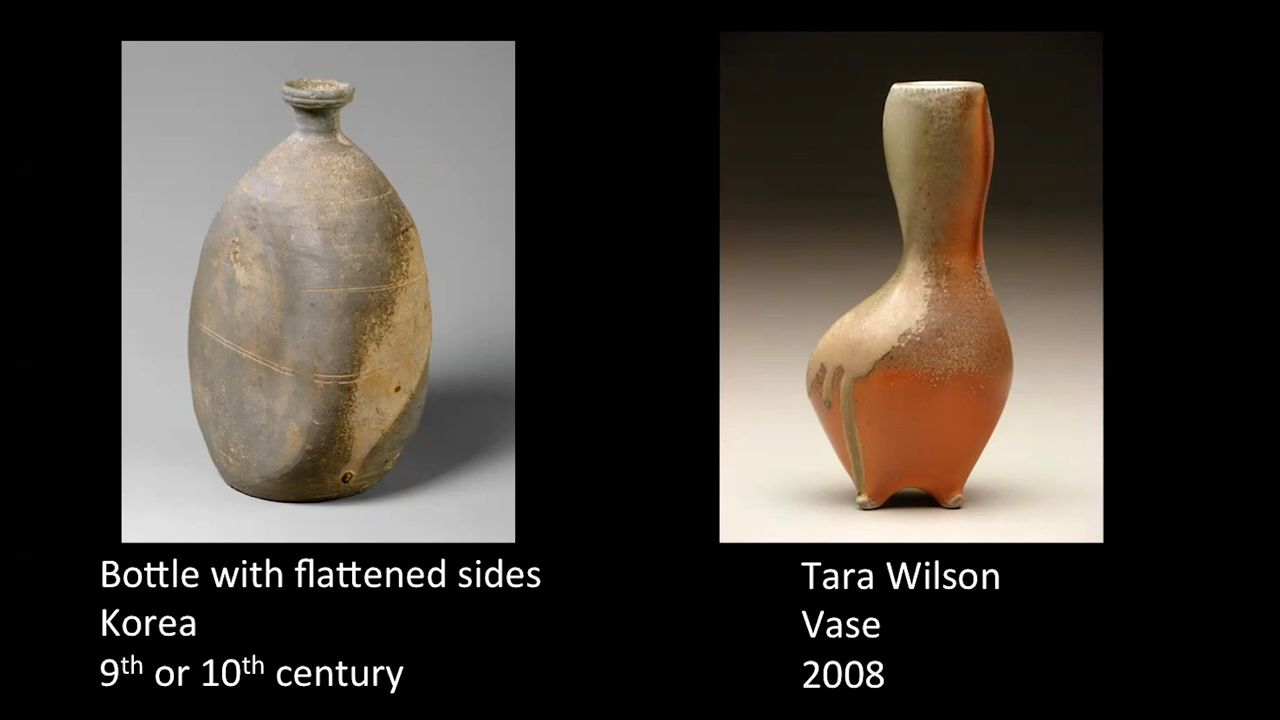 Bottle with flattened sides
Korea
9th or 10th century
Tara Wilson
Vase
2008